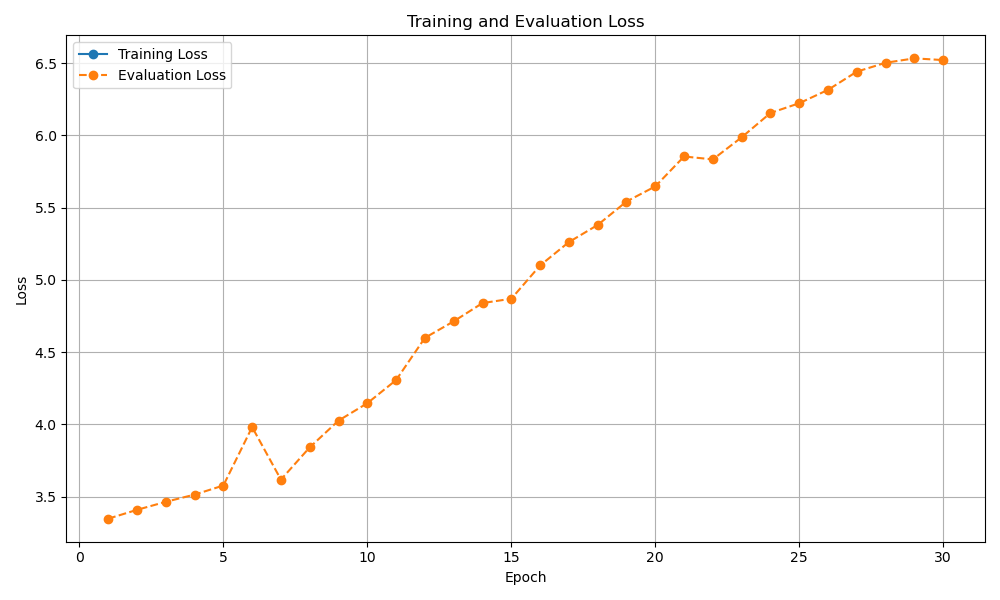 Training and Evaluation Loss
Training Loss
Evaluation Loss
6.5
6.0
5.5
5.0
4.5
4.0
3.5
Loss
0 5 10 15 20 25 30
Epoch